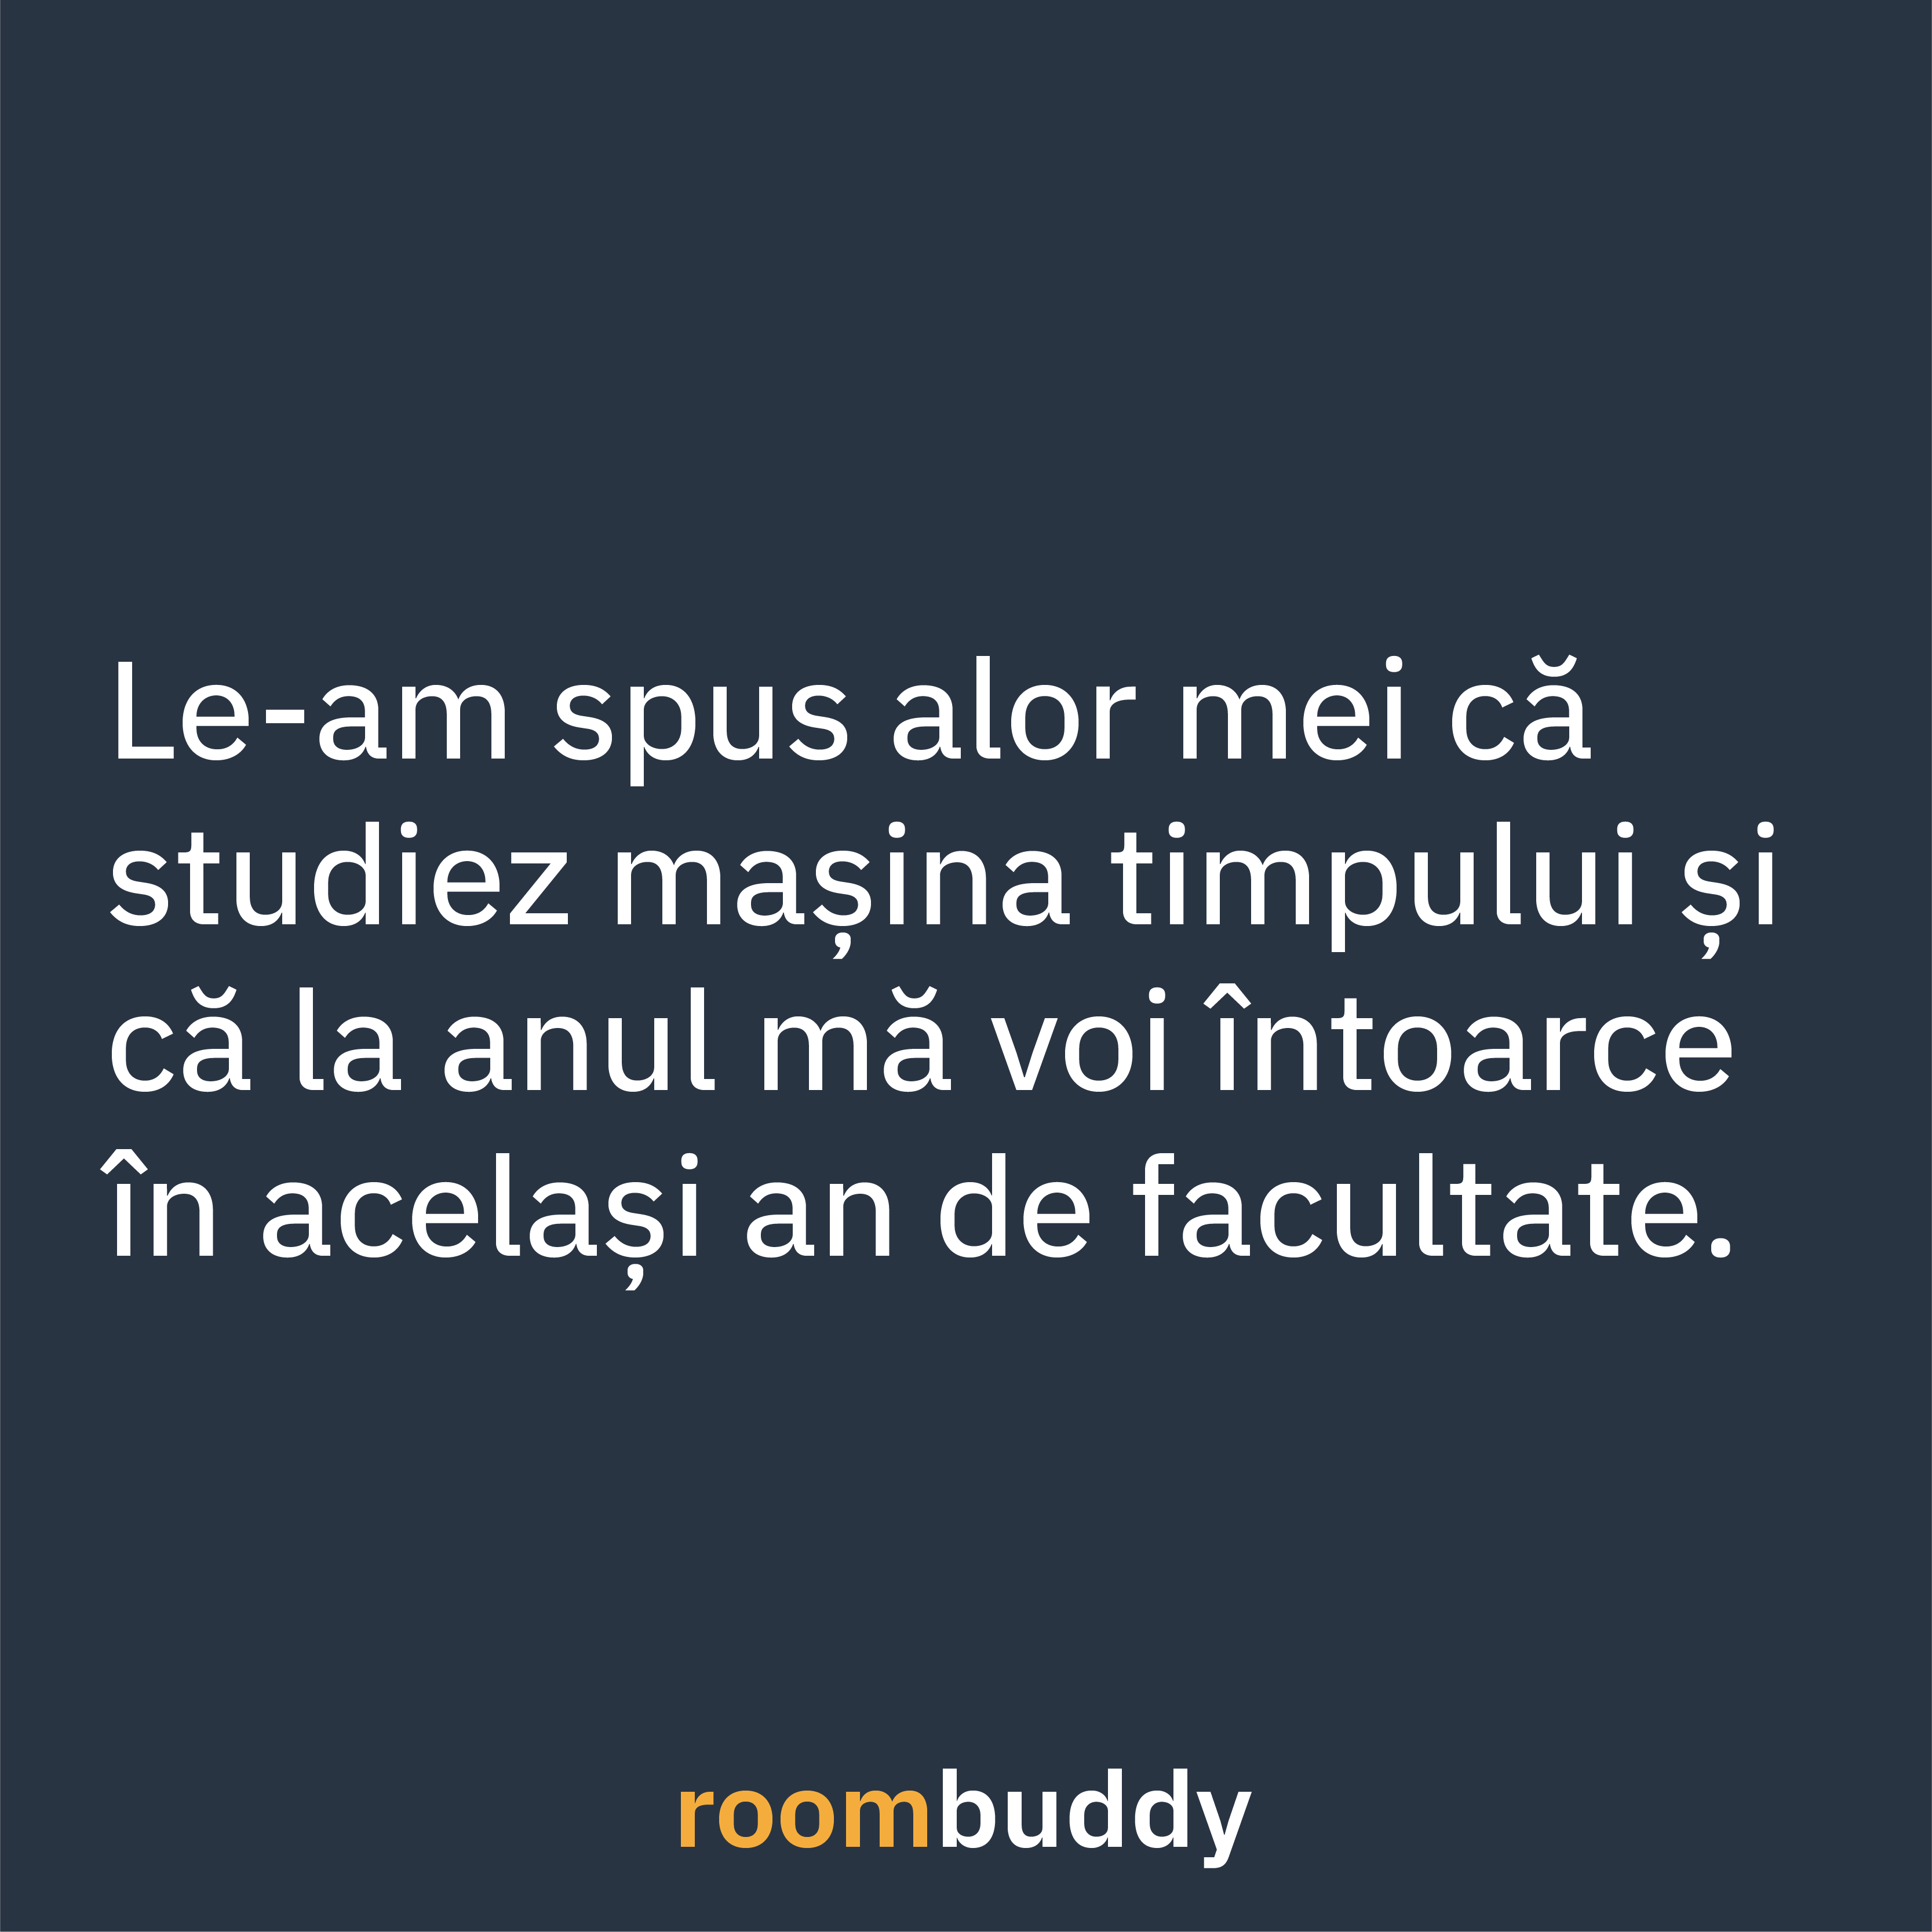 Le-am spus alor mei că
studiez mașina timpului și
că la anul mă voi întoarce
în același an de facultate.
roombuddy